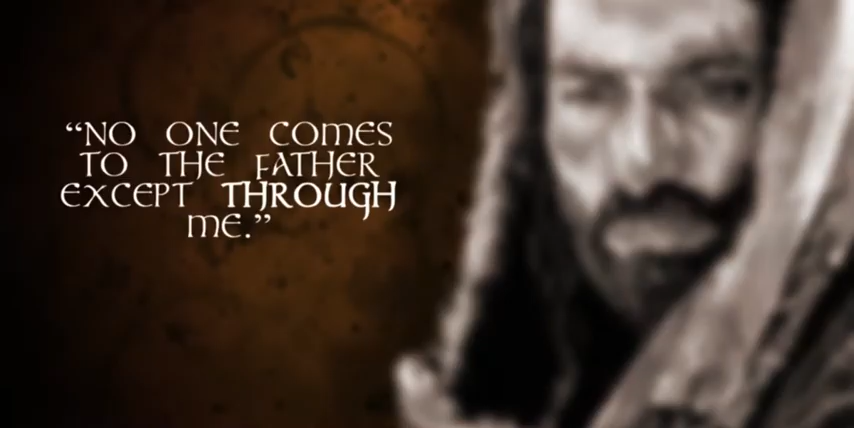 “NO ONE COMES
TO THE FATHER
EXCEPT THROUGH
ME.”